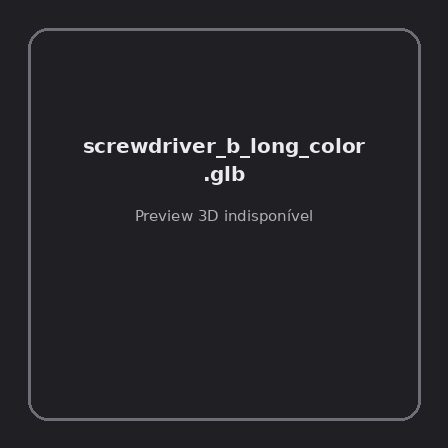 screwdriver_b_long_color
.glb
Preview 3D indisponível